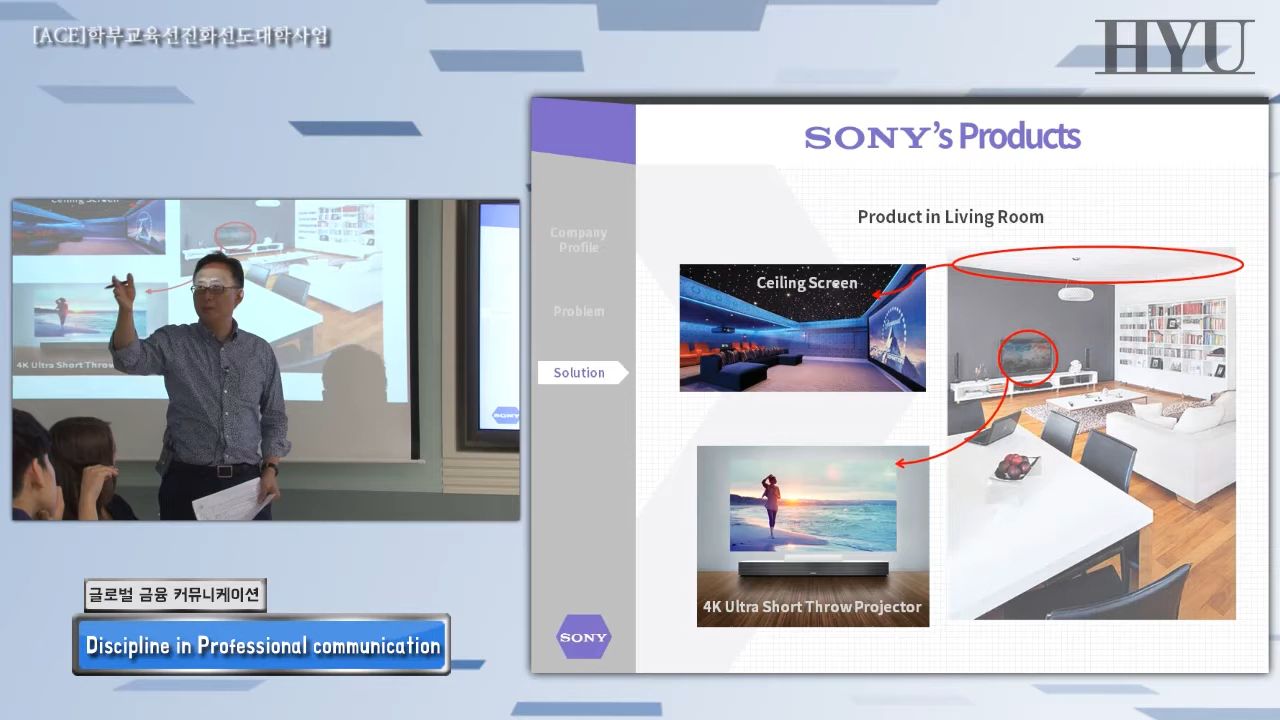 [ACE]학부교육선진화선도대학사업
HYU
SONY's Products
Company
Profile
Problem
Solution
SONY
Product in Living Room
Ceiling Screen
Paramount
4K Ultra Short Throw Projector
Ceiling Screen
4K Ultra Short Throw
SONY
글로벌 금융 커뮤니케이션
Discipline in Professional communication